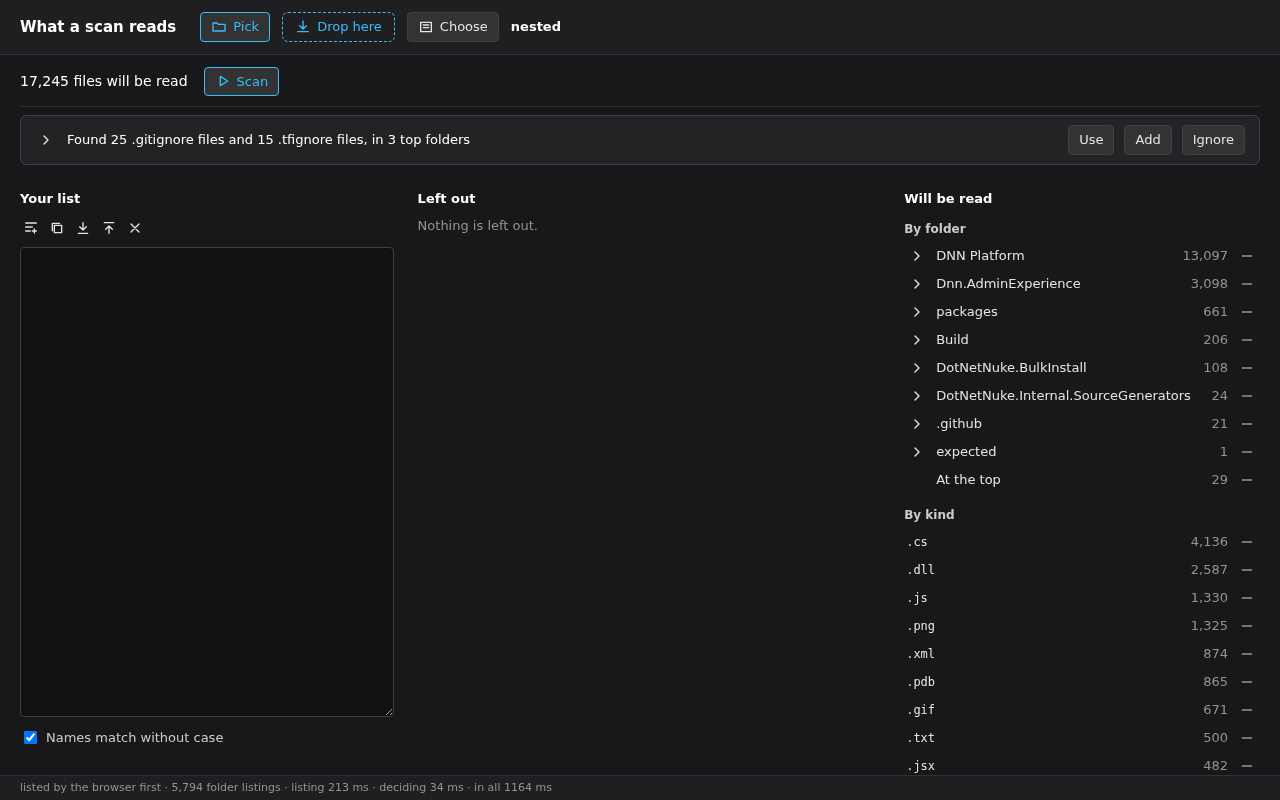 What a scan reads Pick Drop here Choose nested
17,245 files will be read Scan
Found 25 .gitignore files and 15 .tfignore files, in 3 top folders Use Add Ignore
Your list
Names match without case
Left out
Nothing is left out.
Will be read
By folder
DNN Platform 13,097
Dnn.AdminExperience 3,098
packages 661
Build 206
DotNetNuke.BulkInstall 108
DotNetNuke.Internal.SourceGenerators 24
.github 21
expected 1
At the top 29
By kind
.cs 4,136
.dll 2,587
.js 1,330
.png 1,325
.xml 874
.pdb 865
.gif 671
.txt 500
.jsx 482
listed by the browser first · 5,794 folder listings · listing 213 ms · deciding 34 ms · in all 1164 ms